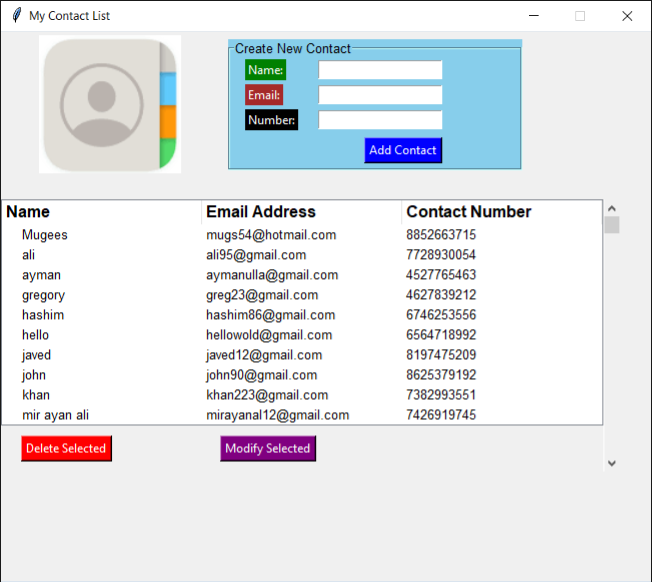 My Contact List
Create New Contact
Name:
Email:
Number:
Add Contact
Name Email Address Contact Number
Mugees mugs54@hotmail.com 8852663715
ali ali95@gmail.com 7728930054
ayman aymanulla@gmail.com 4527765463
gregory greg23@gmail.com 4627839212
hashim hashim86@gmail.com 6746253556
hello hellowold@gmail.com 6564718992
javed javed12@gmail.com 8197475209
john john90@gmail.com 8625379192
khan khan223@gmail.com 7382993551
mir ayan ali mirayanal12@gmail.com 7426919745
Delete Selected Modify Selected